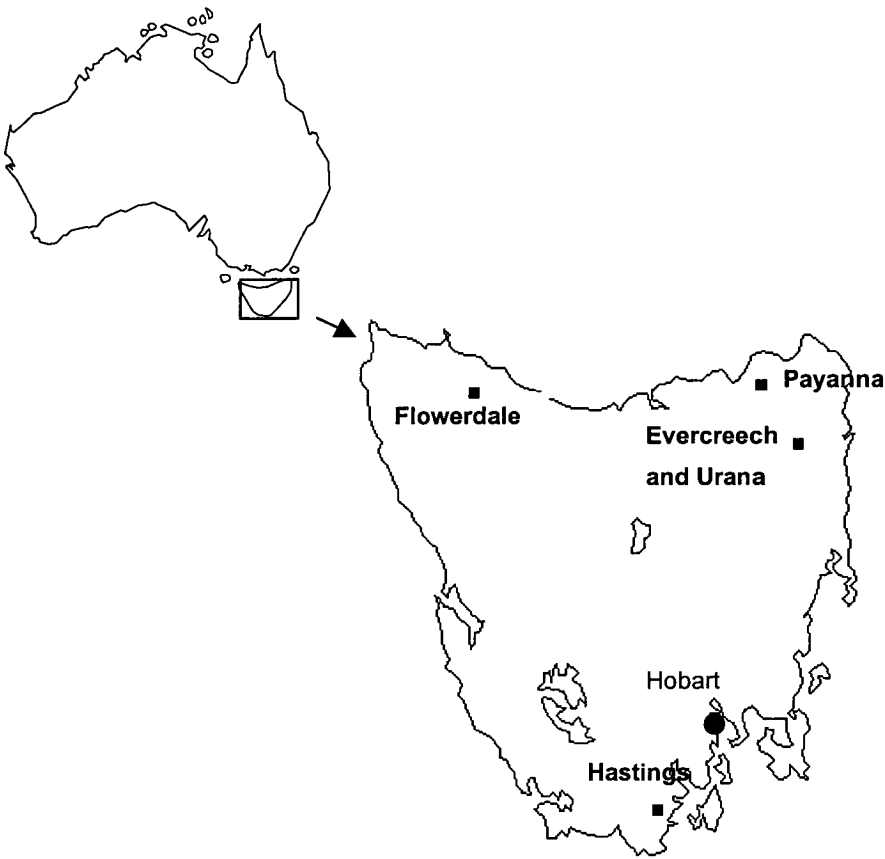 Payanna
Flowerdale
Evercreech
and Urana
Hobart
Hastings